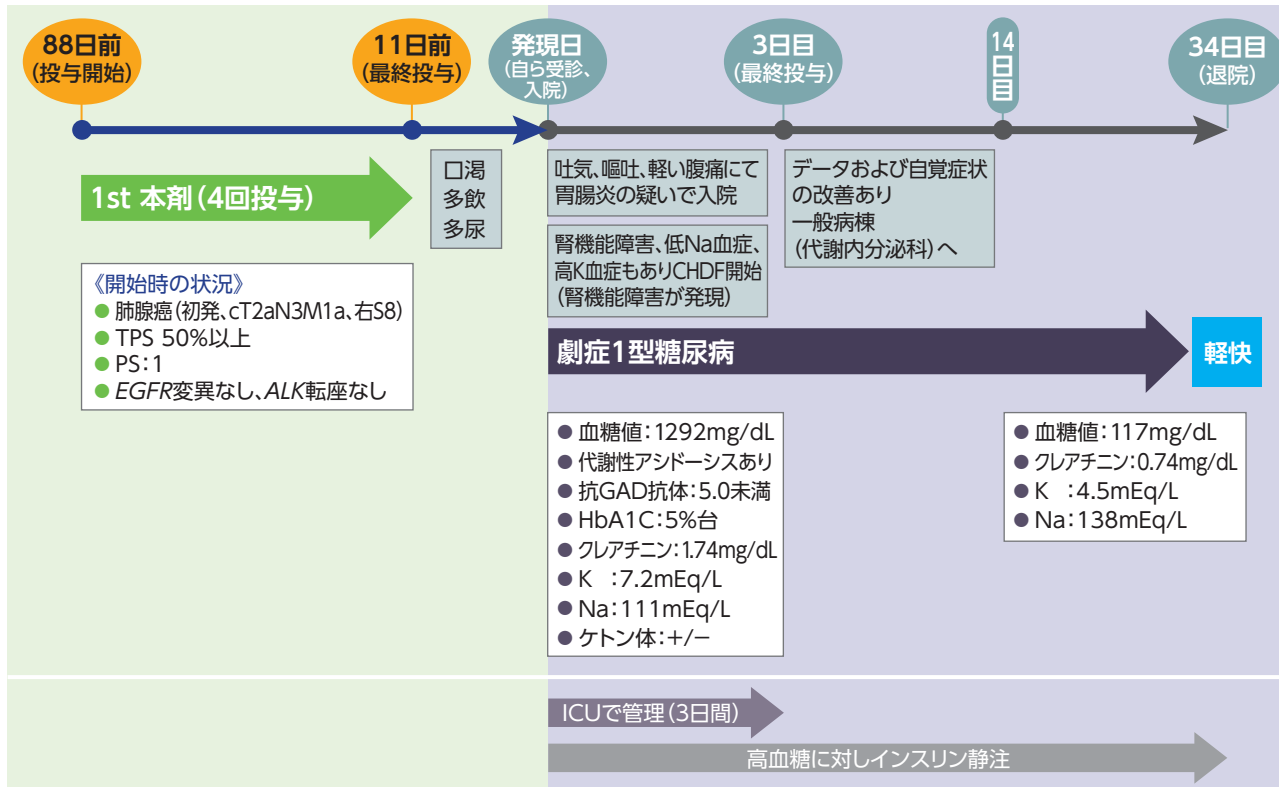 88日前
(投与開始)
11日前
(最終投与)
発現日
(自ら受診、
入院)
3日目
(最終投与)
14
日
目
34日目
(退院)
1st 本剤(4回投与)
口渇
多飲
多尿
吐気、嘔吐、軽い腹痛にて
胃腸炎の疑いで入院
腎機能障害、低Na血症、
高K血症もありCHDF開始
(腎機能障害が発現)
データおよび自覚症状
の改善あり
一般病棟
(代謝内分泌科)へ
《開始時の状況》
● 肺腺癌(初発、cT2aN3M1a、右S8)
● TPS 50%以上
● PS:1
● EGFR変異なし、ALK転座なし
劇症1型糖尿病
軽快
● 血糖値:1292mg/dL
● 代謝性アシドーシスあり
● 抗GAD抗体:5.0未満
● HbA1C:5%台
● クレアチニン:1.74mg/dL
● K :7.2mEq/L
● Na:111mEq/L
● ケトン体:+/−
● 血糖値:117mg/dL
● クレアチニン:0.74mg/dL
● K :4.5mEq/L
● Na:138mEq/L
ICUで管理(3日間)
高血糖に対しインスリン静注